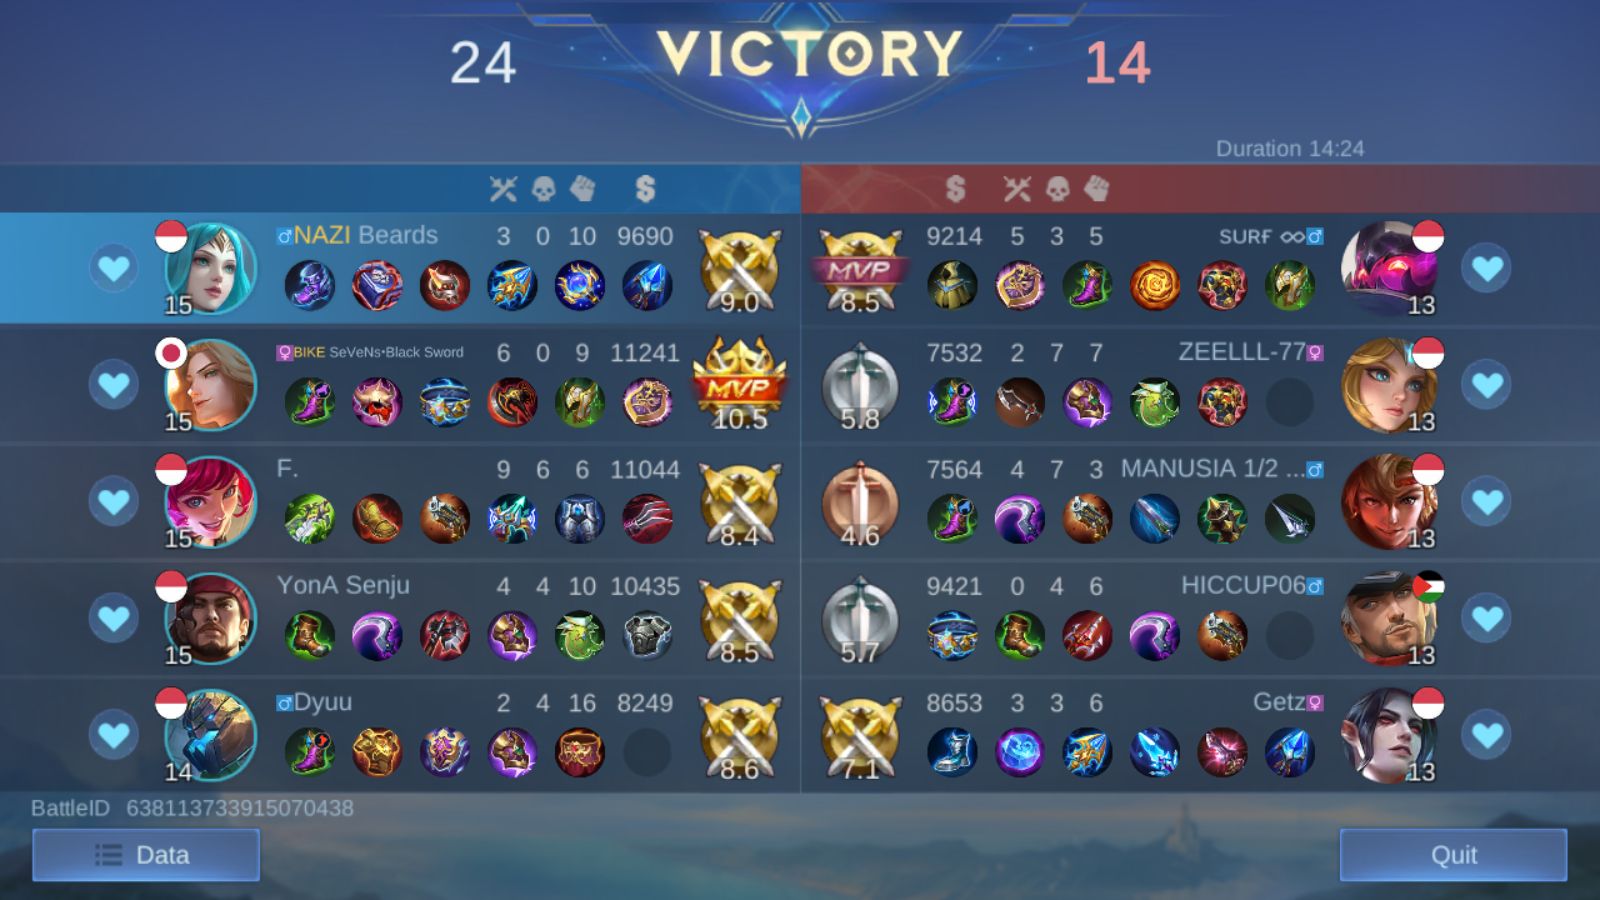 24 VICTORY 14
Duration 14:24
NAZI Beards 3 0 10 9690
15 9.0
BIKE SeVeNs•Black Sword 6 0 9 11241
MVP
15 10.5
F. 9 6 6 11044
15 8.4
YonA Senju 4 4 10 10435
15 8.5
Dyuu 2 4 16 8249
14 8.6
9214 5 3 5 SURF ∞
MVP
8.5 13
7532 2 7 7 ZEELLL-77
5.8 13
7564 4 7 3 MANUSIA 1/2 ...
4.6 13
9421 0 4 6 HICCUP06
5.7 13
8653 3 3 6 Getz
7.1 13
BattleID 638113733915070438
Data
Quit